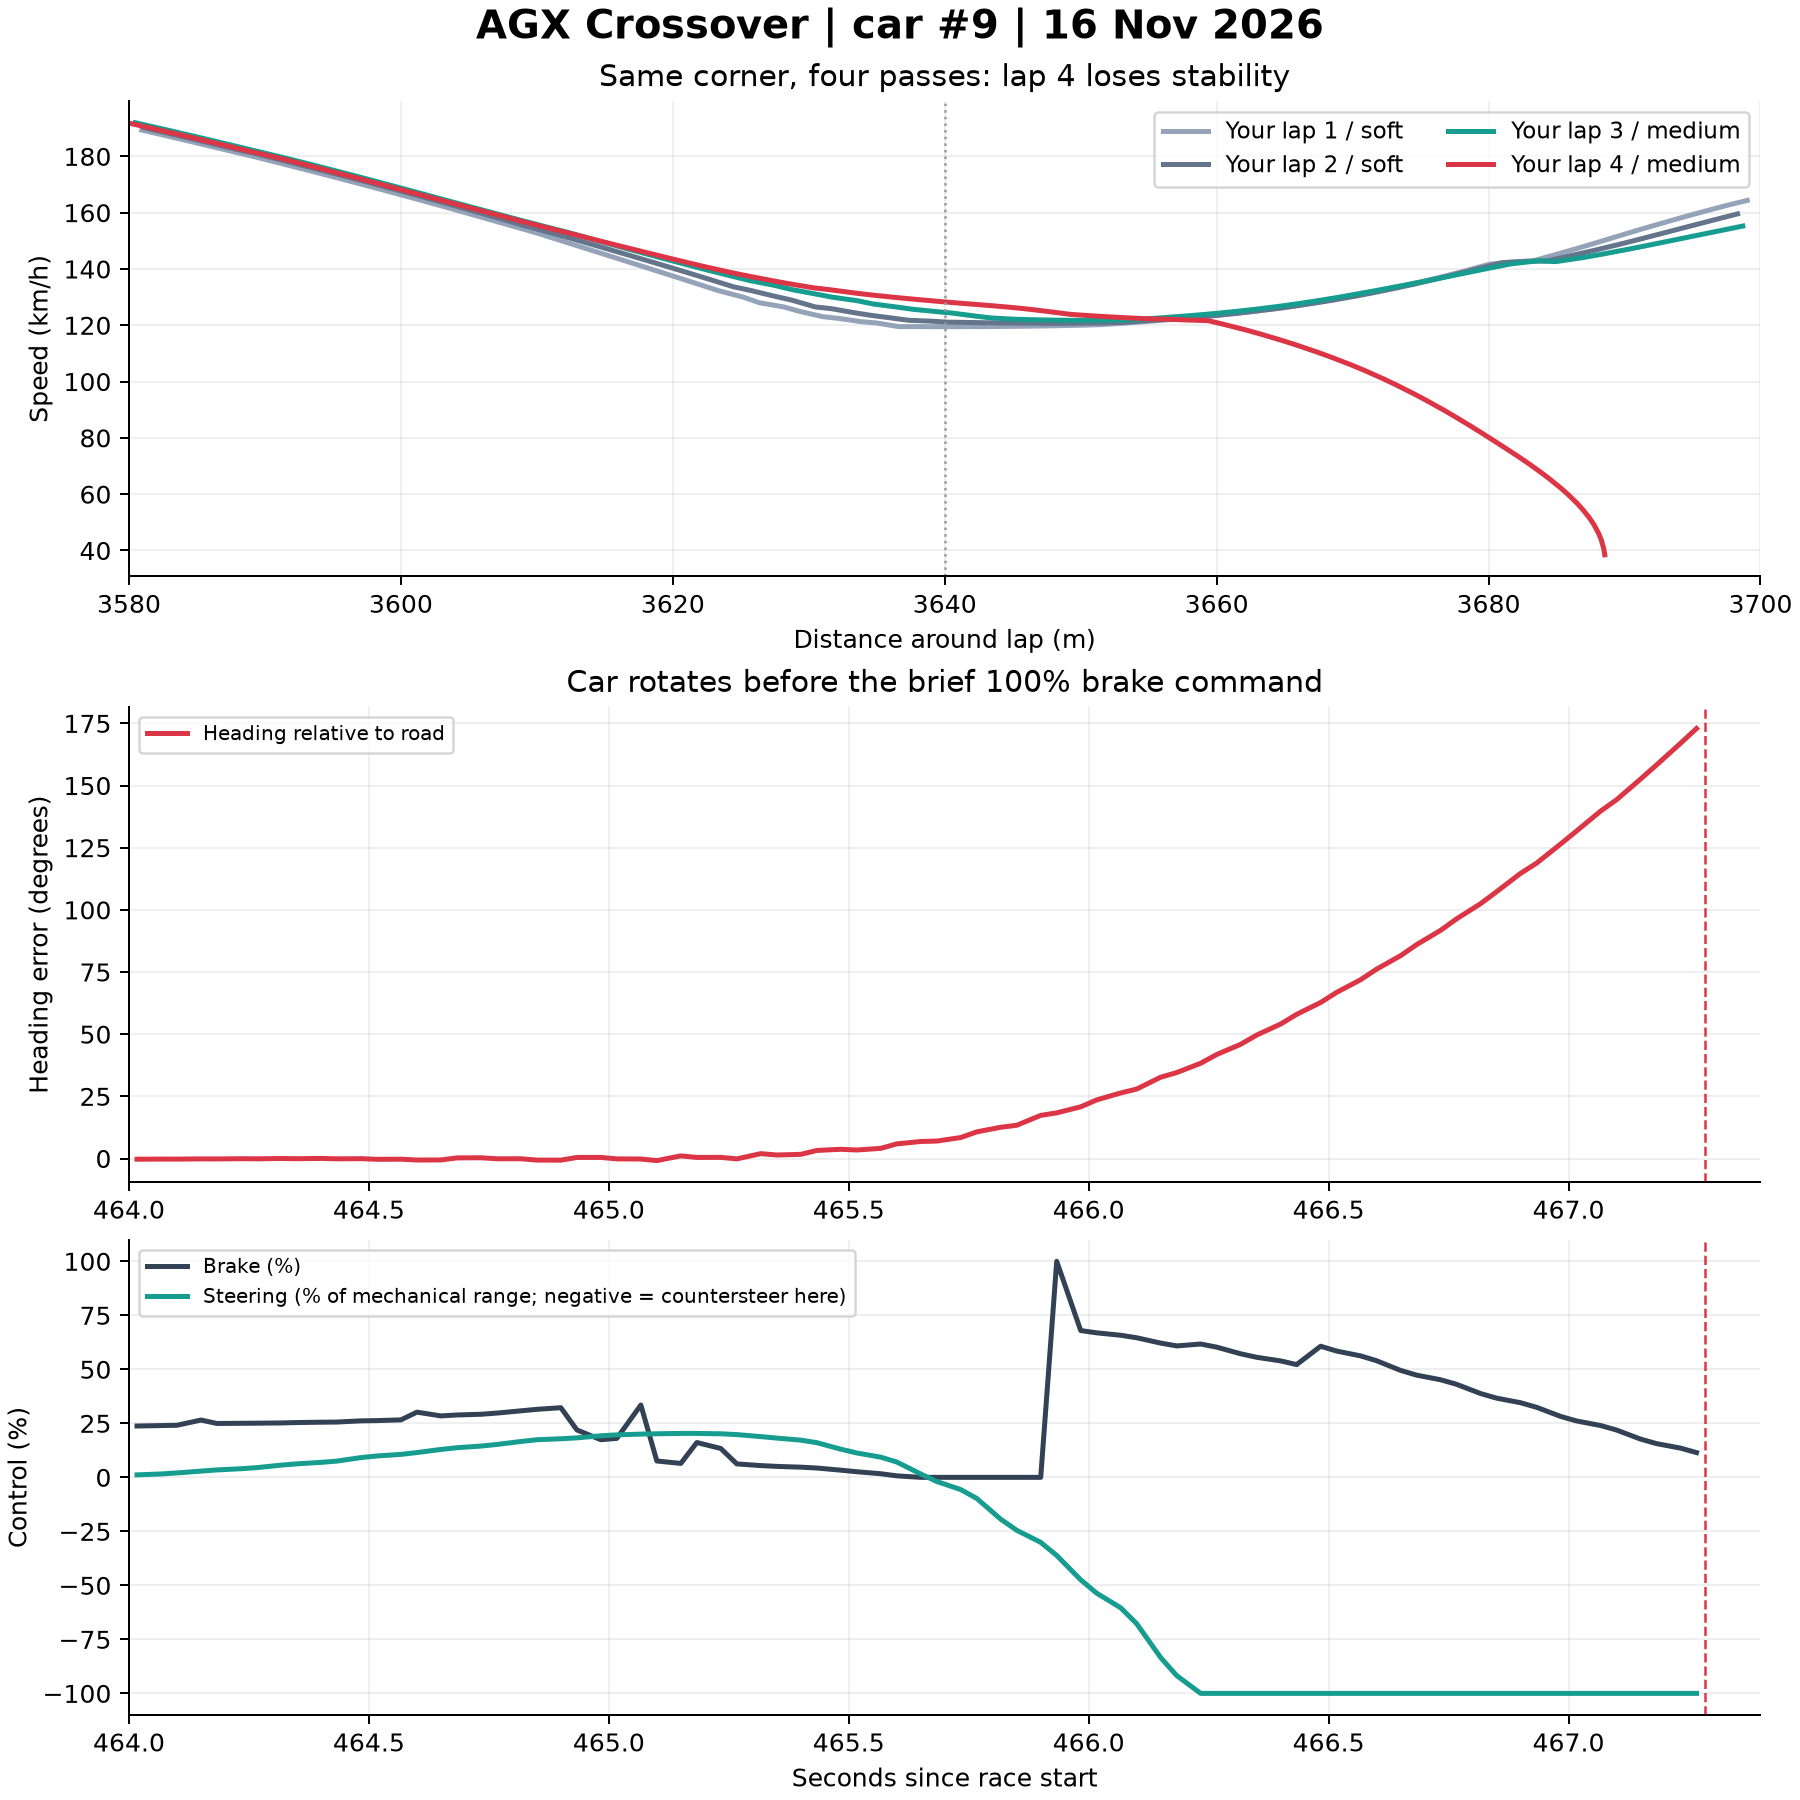 AGX Crossover | car #9 | 16 Nov 2026
Same corner, four passes: lap 4 loses stability
Your lap 1 / soft
Your lap 2 / soft
Your lap 3 / medium
Your lap 4 / medium
Speed (km/h)
180
160
140
120
100
80
60
40
3580 3600 3620 3640 3660 3680 3700
Distance around lap (m)
Car rotates before the brief 100% brake command
Heading relative to road
Heading error (degrees)
175
150
125
100
75
50
25
0
464.0 464.5 465.0 465.5 466.0 466.5 467.0
Brake (%)
Steering (% of mechanical range; negative = countersteer here)
Control (%)
100
75
50
25
0
−25
−50
−75
−100
464.0 464.5 465.0 465.5 466.0 466.5 467.0
Seconds since race start